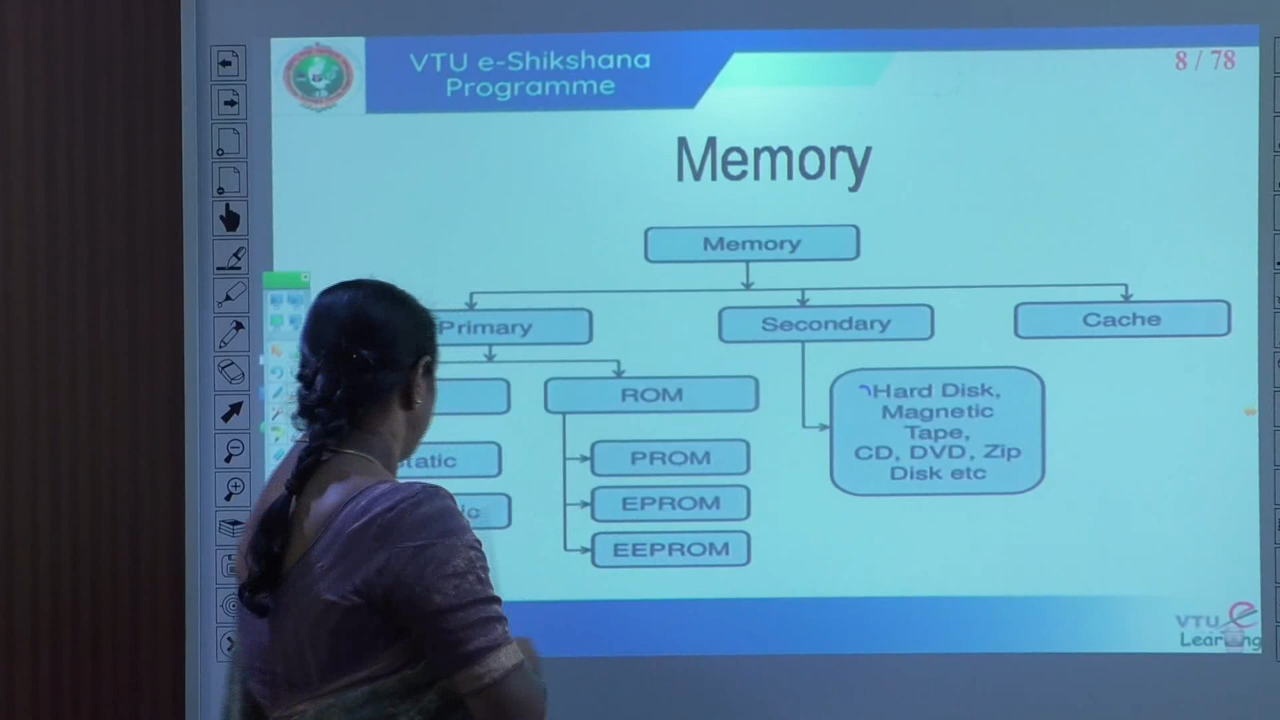 VTU e-Shikshana
Programme
8 / 78
Memory
Memory
Primary
Secondary
Cache
ROM
Hard Disk,
Magnetic
Tape,
CD, DVD, Zip
Disk etc
PROM
EPROM
EEPROM
VTU e
Learning